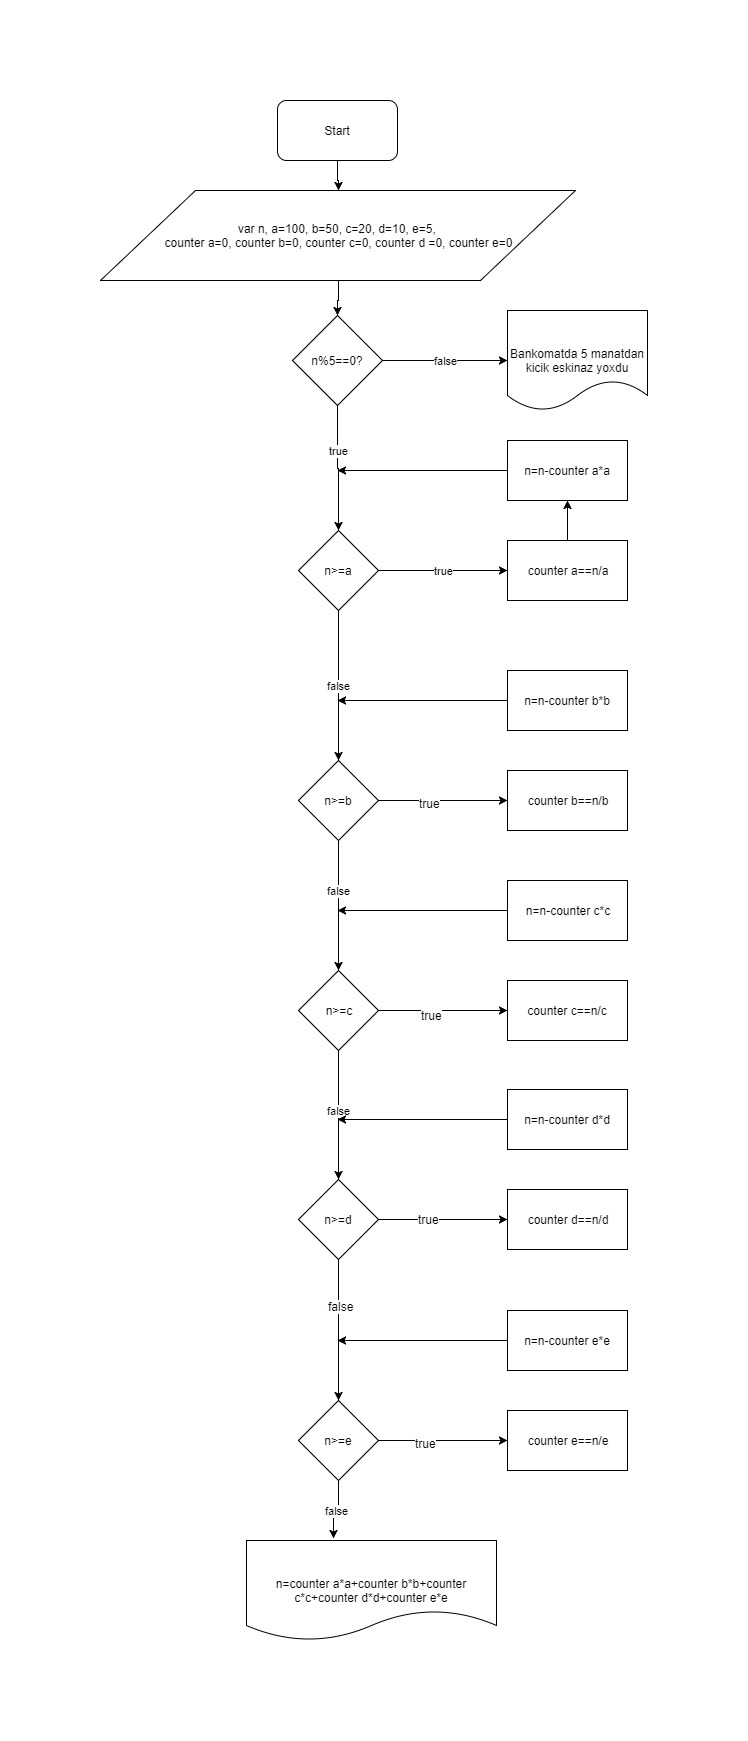 Start
var n, a=100, b=50, c=20, d=10, e=5,
counter a=0, counter b=0, counter c=0, counter d =0, counter e=0
n%5==0?
false
Bankomatda 5 manatdan
kicik eskinaz yoxdu
true
n=n-counter a*a
n>=a
true
counter a==n/a
false
n=n-counter b*b
n>=b
true
counter b==n/b
false
n=n-counter c*c
n>=c
true
counter c==n/c
false
n=n-counter d*d
n>=d
true
counter d==n/d
false
n=n-counter e*e
n>=e
true
counter e==n/e
false
n=counter a*a+counter b*b+counter
c*c+counter d*d+counter e*e